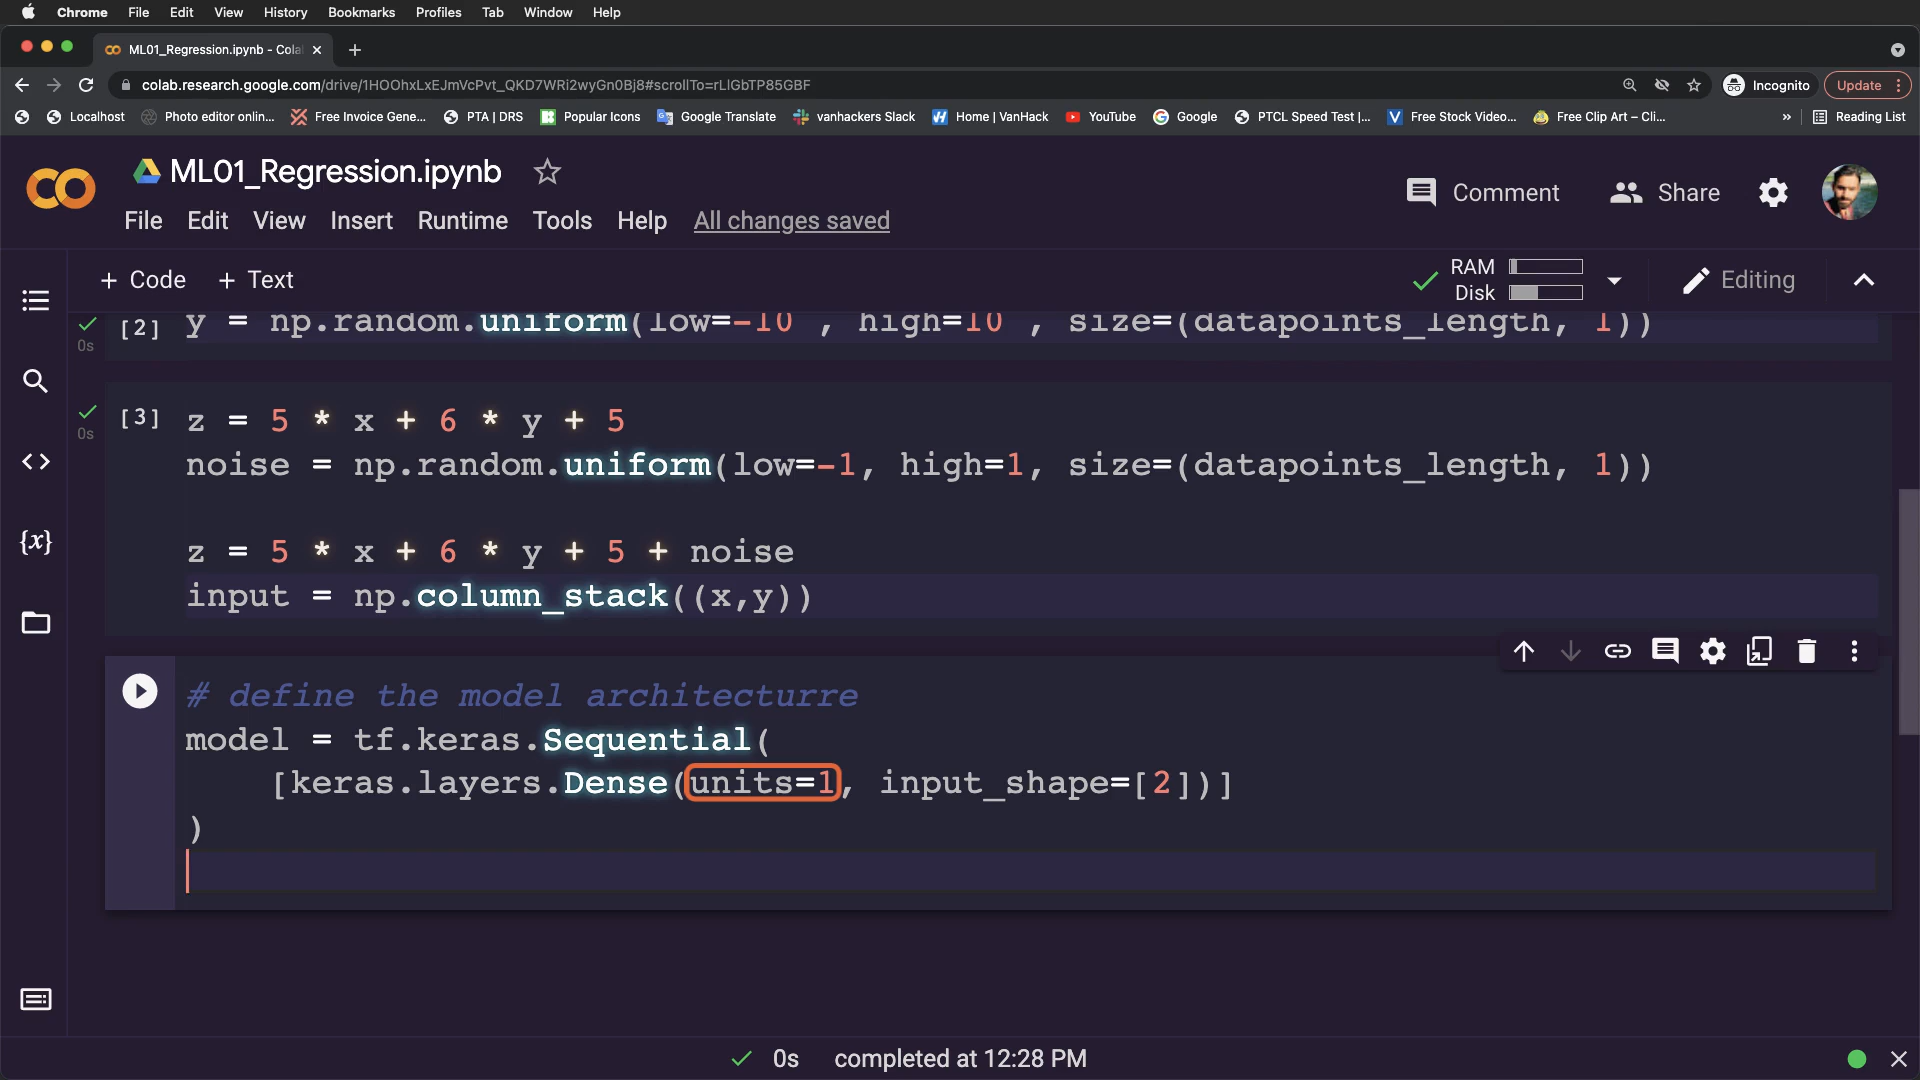 Chrome File Edit View History Bookmarks Profiles Tab Window Help
ML01_Regression.ipynb - Cola
colab.research.google.com/drive/1HOOhxLxEJmVcPvt_QKD7WRi2wyGn0Bj8#scrollTo=rLlGbTP85GBF Incognito Update
Localhost Photo editor onlin... Free Invoice Gene... PTA | DRS Popular Icons Google Translate vanhackers Slack Home | VanHack YouTube Google PTCL Speed Test |... Free Stock Video... Free Clip Art – Cli... » Reading List
ML01_Regression.ipynb
Comment Share
File Edit View Insert Runtime Tools Help All changes saved
+ Code + Text RAM Disk Editing
[2] y = np.random.uniform(low=-10 , high=10 , size=(datapoints_length, 1))
0s
[3] z = 5 * x + 6 * y + 5
0s
noise = np.random.uniform(low=-1, high=1, size=(datapoints_length, 1))
z = 5 * x + 6 * y + 5 + noise
input = np.column_stack((x,y))
{x}
# define the model architecturre
model = tf.keras.Sequential(
[keras.layers.Dense(units=1, input_shape=[2])]
)
0s completed at 12:28 PM